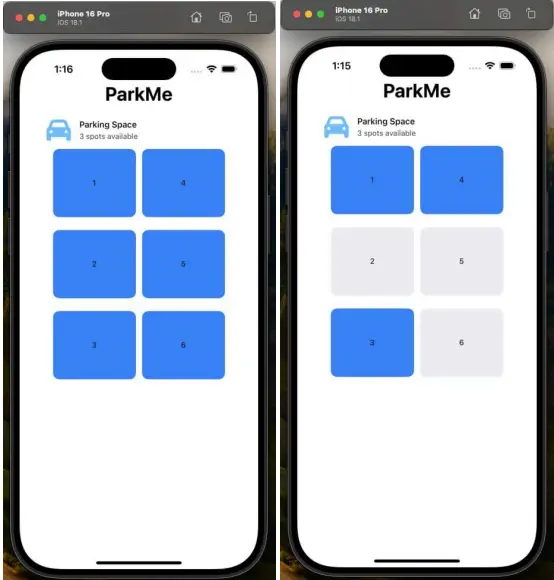 iPhone 16 Pro
iOS 18.1
1:16
ParkMe
Parking Space
3 spots available
1 4
2 5
3 6
iPhone 16 Pro
iOS 18.1
1:15
ParkMe
Parking Space
3 spots available
1 4
2 5
3 6